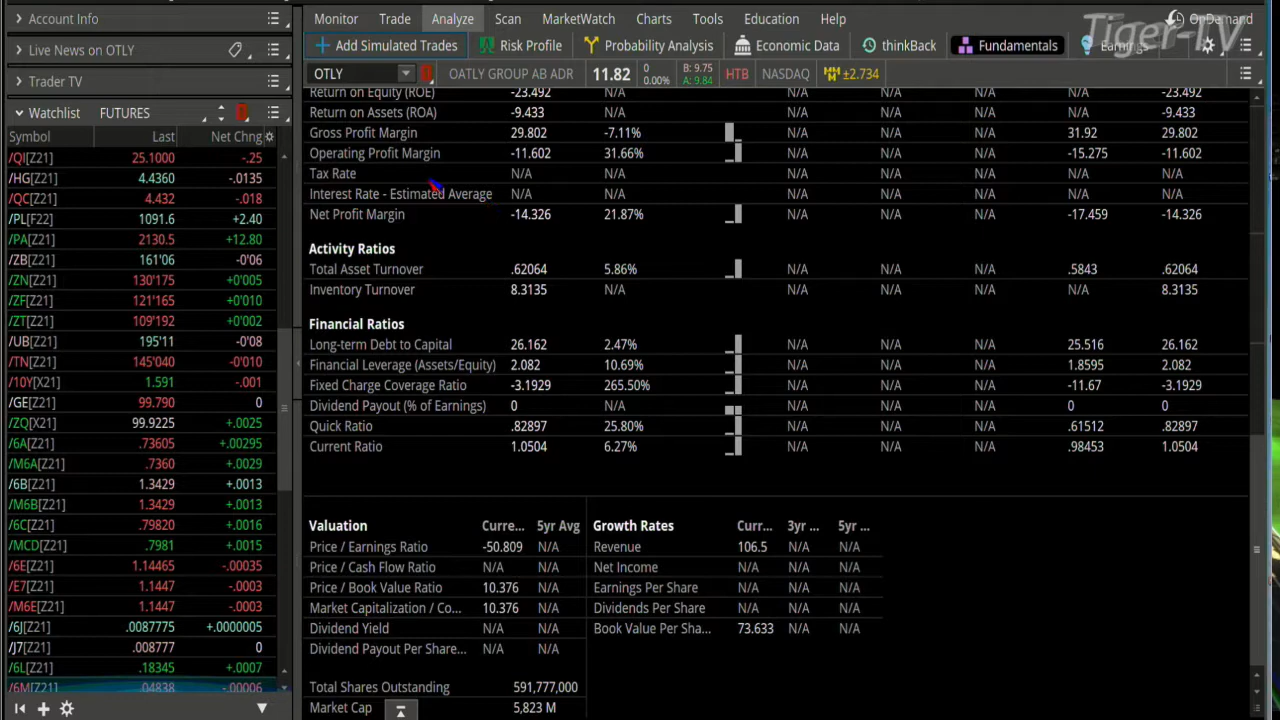 Account Info
Live News on OTLY
Trader TV
Watchlist FUTURES
Symbol Last Net Chng
/QI[Z21] 25.1000 -.25
/HG[Z21] 4.4360 -.0135
/QC[Z21] 4.432 -.018
/PL[F22] 1091.6 +2.40
/PA[Z21] 2130.5 +12.80
/ZB[Z21] 161'06 -0'06
/ZN[Z21] 130'175 +0'005
/ZF[Z21] 121'165 +0'010
/ZT[Z21] 109'192 +0'002
/UB[Z21] 195'11 -0'08
/TN[Z21] 145'040 -0'010
/10Y[X21] 1.591 -.001
/GE[Z21] 99.790 0
/ZQ[X21] 99.9225 +.0025
/6A[Z21] .73605 +.00295
/M6A[Z21] .7360 +.0029
/6B[Z21] 1.3429 +.0013
/M6B[Z21] 1.3429 +.0013
/6C[Z21] .79820 +.0016
/MCD[Z21] .7981 +.0015
/6E[Z21] 1.14465 -.00035
/E7[Z21] 1.1447 -.0003
/M6E[Z21] 1.1447 -.0003
/6J[Z21] .0087775 +.0000005
/J7[Z21] .008777 0
/6L[Z21] .18345 +.0007
/6M[Z21] .04838 -.00006
Monitor Trade Analyze Scan MarketWatch Charts Tools Education Help
Tiger-TV
OnDemand
Add Simulated Trades Risk Profile Probability Analysis Economic Data thinkBack Fundamentals Earnings
OTLY OATLY GROUP AB ADR 11.82 0 0.00% B: 9.75 A: 9.84 HTB NASDAQ ±2.734
Return on Equity (ROE) -23.492 N/A N/A N/A N/A N/A -23.492
Return on Assets (ROA) -9.433 N/A N/A N/A N/A N/A -9.433
Gross Profit Margin 29.802 -7.11% N/A N/A N/A 31.92 29.802
Operating Profit Margin -11.602 31.66% N/A N/A N/A -15.275 -11.602
Tax Rate N/A N/A N/A N/A N/A N/A N/A
Interest Rate - Estimated Average N/A N/A N/A N/A N/A N/A N/A
Net Profit Margin -14.326 21.87% N/A N/A N/A -17.459 -14.326
Activity Ratios
Total Asset Turnover .62064 5.86% N/A N/A N/A .5843 .62064
Inventory Turnover 8.3135 N/A N/A N/A N/A N/A 8.3135
Financial Ratios
Long-term Debt to Capital 26.162 2.47% N/A N/A N/A 25.516 26.162
Financial Leverage (Assets/Equity) 2.082 10.69% N/A N/A N/A 1.8595 2.082
Fixed Charge Coverage Ratio -3.1929 265.50% N/A N/A N/A -11.67 -3.1929
Dividend Payout (% of Earnings) 0 N/A N/A N/A N/A 0 0
Quick Ratio .82897 25.80% N/A N/A N/A .61512 .82897
Current Ratio 1.0504 6.27% N/A N/A N/A .98453 1.0504
Valuation Curre... 5yr Avg Growth Rates Curr... 3yr ... 5yr ...
Price / Earnings Ratio -50.809 N/A Revenue 106.5 N/A N/A
Price / Cash Flow Ratio N/A N/A Net Income N/A N/A N/A
Price / Book Value Ratio 10.376 N/A Earnings Per Share N/A N/A N/A
Market Capitalization / Co... 10.376 N/A Dividends Per Share N/A N/A N/A
Dividend Yield N/A N/A Book Value Per Sha... 73.633 N/A N/A
Dividend Payout Per Share... N/A N/A
Total Shares Outstanding 591,777,000
Market Cap 5,823 M